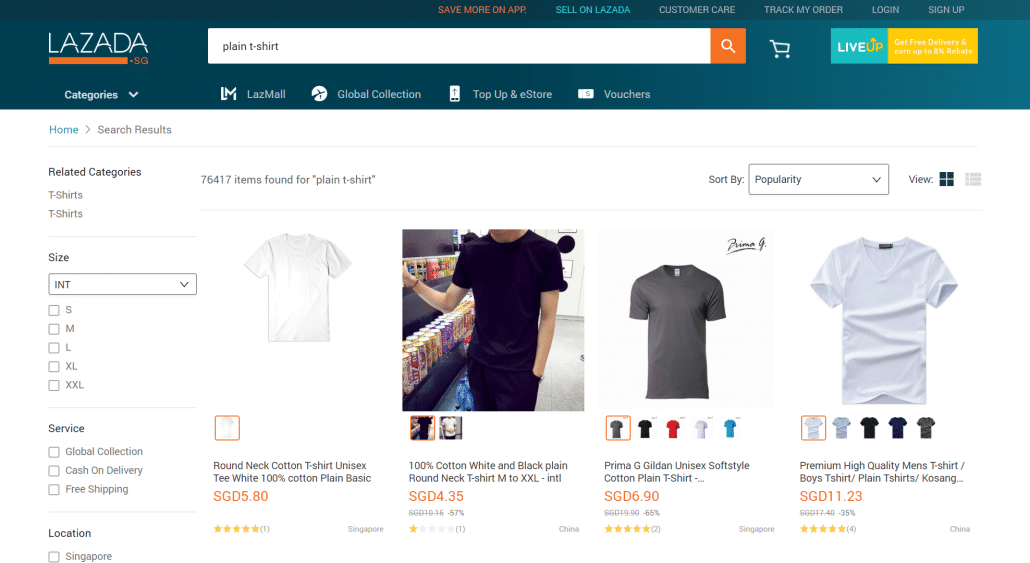 SAVE MORE ON APP.
SELL ON LAZADA
CUSTOMER CARE
TRACK MY ORDER
LOGIN
SIGN UP
LAZADA
.SG
plain t-shirt
LIVEUP
Get Free Delivery &
earn up to 8% Rebate
Categories
LazMall
Global Collection
Top Up & eStore
Vouchers
Home
Search Results
Related Categories
T-Shirts
T-Shirts
Size
INT
S
M
L
XL
XXL
Service
Global Collection
Cash On Delivery
Free Shipping
Location
Singapore
76417 items found for "plain t-shirt"
Sort By:
Popularity
View:
Round Neck Cotton T-shirt Unisex
Tee White 100% cotton Plain Basic
SGD5.80
(1)
Singapore
100% Cotton White and Black plain
Round Neck T-shirt M to XXL - intl
SGD4.35
SGD10.16 -57%
(1)
China
Prima G.
Prima G Gildan Unisex Softstyle
Cotton Plain T-Shirt -...
SGD6.90
SGD19.90 -65%
(2)
Singapore
Premium High Quality Mens T-shirt /
Boys Tshirt/ Plain Tshirts/ Kosang...
SGD11.23
SGD17.40 -35%
(4)
China